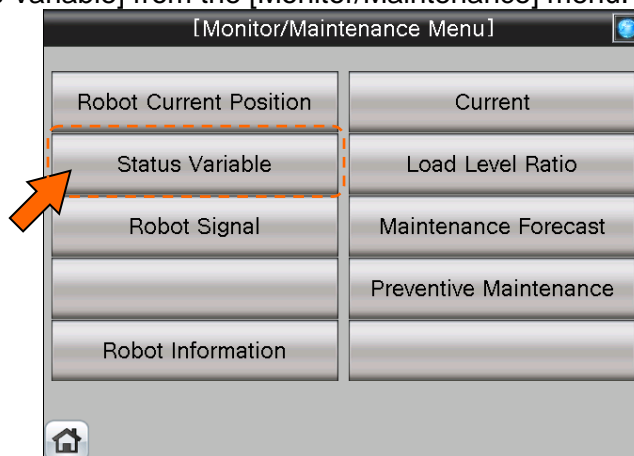 Variable] from the [Monitor/Maintenance] menu.
[Monitor/Maintenance Menu]
Robot Current Position
Current
Status Variable
Load Level Ratio
Robot Signal
Maintenance Forecast
Preventive Maintenance
Robot Information